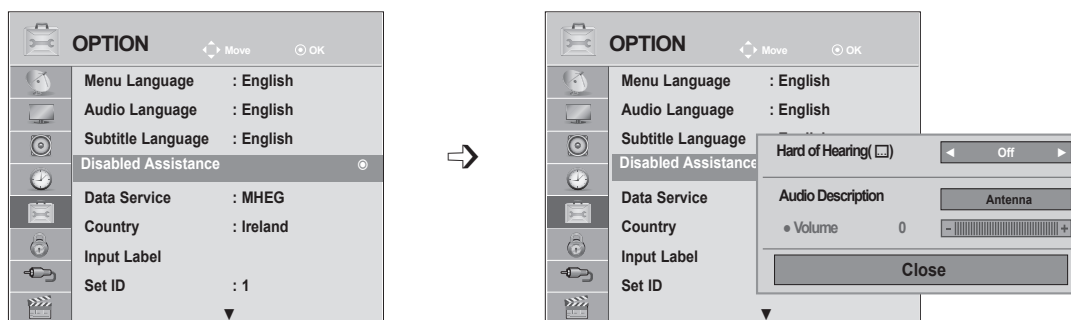 OPTION Move OK
Menu Language : English
Audio Language : English
Subtitle Language : English
Disabled Assistance
Data Service : MHEG
Country : Ireland
Input Label
Set ID : 1
OPTION Move OK
Menu Language : English
Audio Language : English
Subtitle Language
Disabled Assistance
Data Service
Country
Input Label
Set ID
Hard of Hearing( ) ◄ Off ►
Audio Description Antenna
● Volume 0 - +
Close